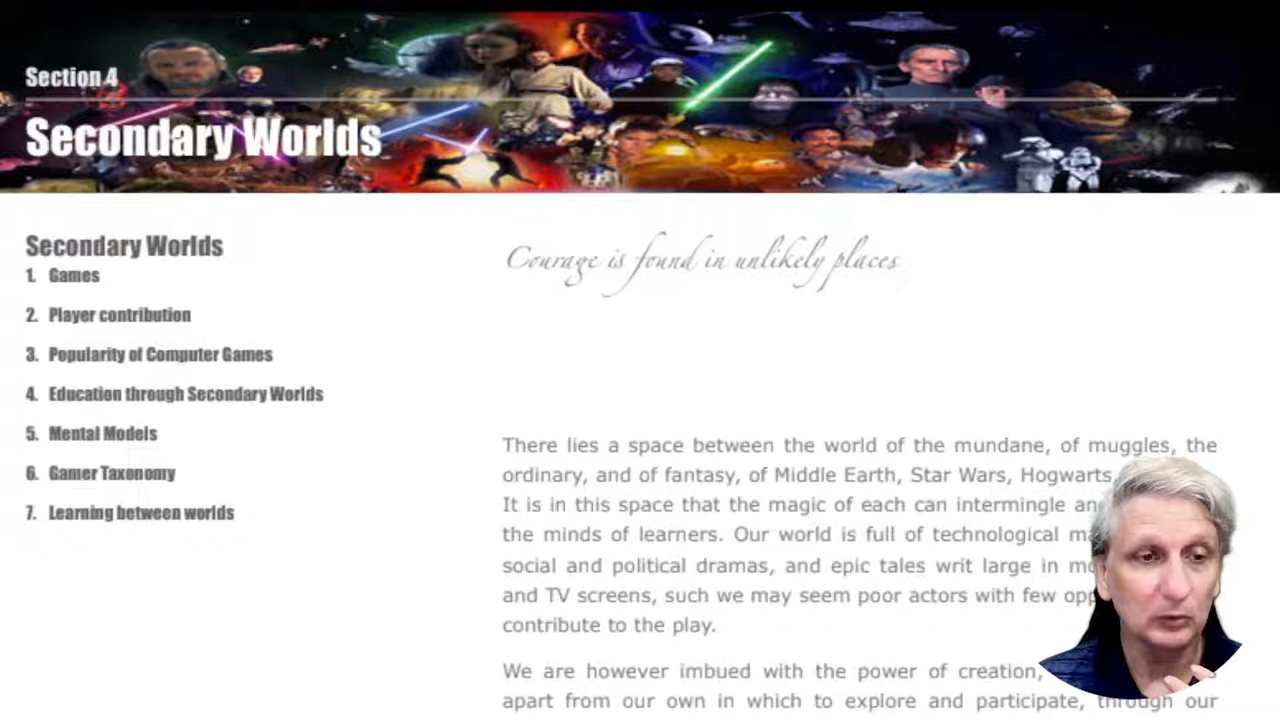 Section 4
Secondary Worlds
Secondary Worlds
1. Games
2. Player contribution
3. Popularity of Computer Games
4. Education through Secondary Worlds
5. Mental Models
6. Gamer Taxonomy
7. Learning between worlds
Courage is found in unlikely places
There lies a space between the world of the mundane, of muggles, the
ordinary, and of fantasy, of Middle Earth, Star Wars, Hogwarts
It is in this space that the magic of each can intermingle
the minds of learners. Our world is full of technological
social and political dramas, and epic tales writ large in
and TV screens, such we may seem poor actors with few
contribute to the play.
We are however imbued with the power of creation,
apart from our own in which to explore and participate, through our